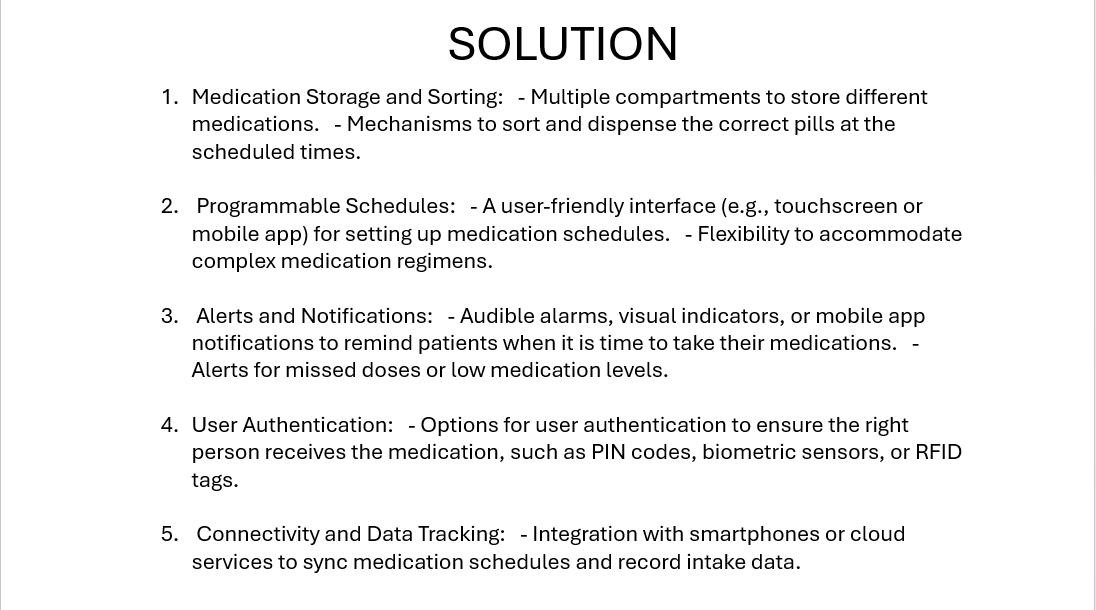 SOLUTION
1. Medication Storage and Sorting:   - Multiple compartments to store different
medications.   - Mechanisms to sort and dispense the correct pills at the
scheduled times.
2. Programmable Schedules:   - A user-friendly interface (e.g., touchscreen or
mobile app) for setting up medication schedules.   - Flexibility to accommodate
complex medication regimens.
3. Alerts and Notifications:   - Audible alarms, visual indicators, or mobile app
notifications to remind patients when it is time to take their medications.   -
Alerts for missed doses or low medication levels.
4. User Authentication:   - Options for user authentication to ensure the right
person receives the medication, such as PIN codes, biometric sensors, or RFID
tags.
5. Connectivity and Data Tracking:   - Integration with smartphones or cloud
services to sync medication schedules and record intake data.